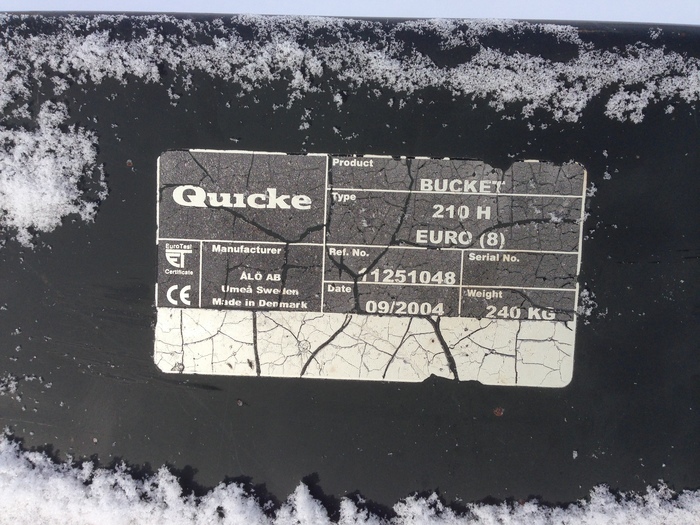 Quicke
Product
BUCKET
Type
210 H
EURO (8)
EuroTest
ET
Certificate
CE
Manufacturer
ÅLÖ AB
Umeå Sweden
Made in Denmark
Ref. No.
11251048
Serial No.
Date
09/2004
Weight
240 KG